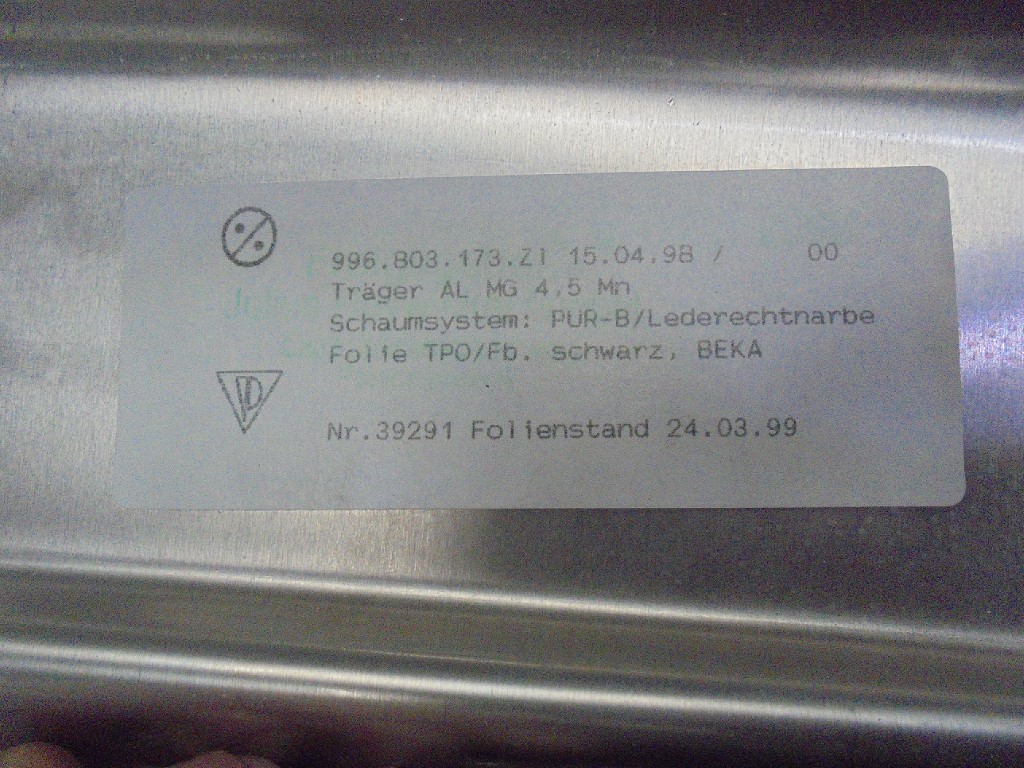 996.803.173.Z1 15.04.98 / 00
Träger AL MG 4,5 Mn
Schaumsystem: PUR-B/Lederechtnarbe
Folie TPO/Fb. schwarz, BEKA
Nr.39291 Folienstand 24.03.99